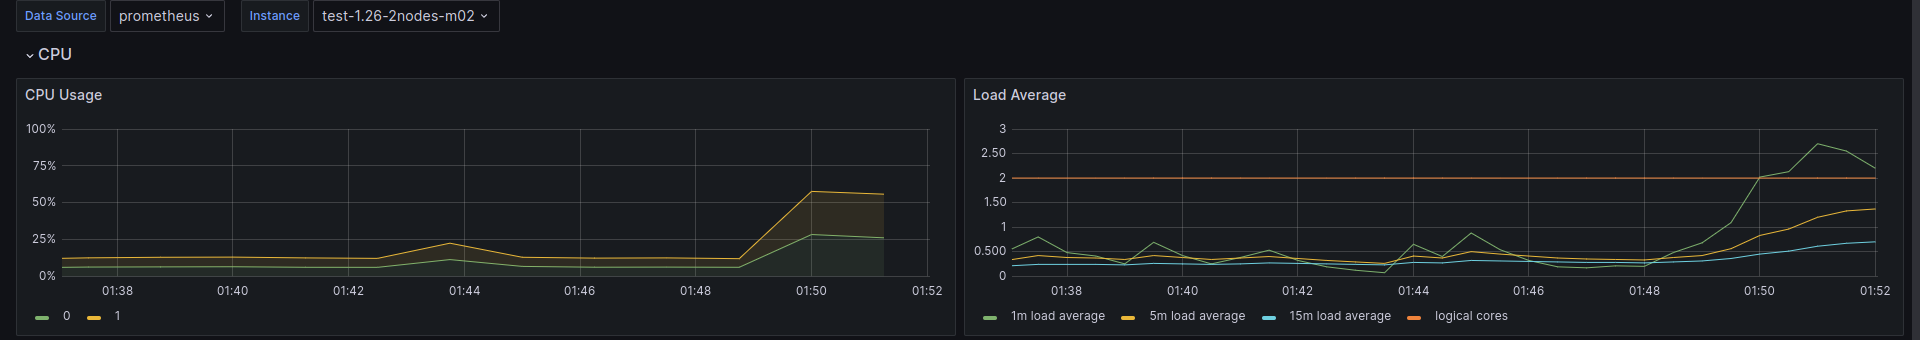 Data Source prometheus Instance test-1.26-2nodes-m02
CPU
CPU Usage
100%
75%
50%
25%
0%
01:38 01:40 01:42 01:44 01:46 01:48 01:50 01:52
0 1
Load Average
3
2.50
2
1.50
1
0.500
0
01:38 01:40 01:42 01:44 01:46 01:48 01:50 01:52
1m load average 5m load average 15m load average logical cores